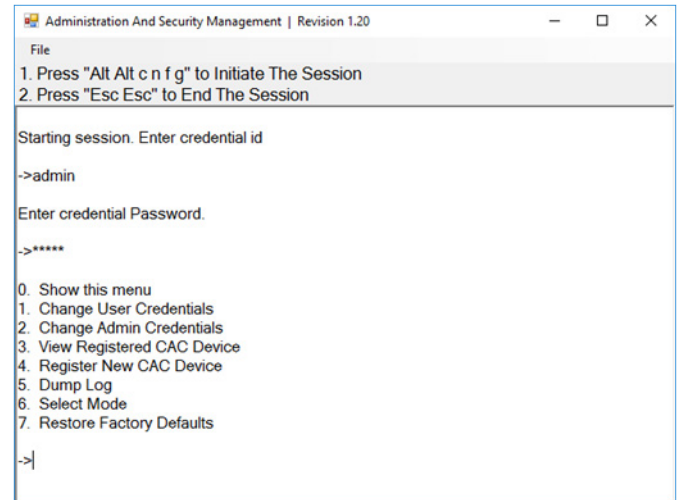 Administration And Security Management | Revision 1.20
File
1. Press "Alt Alt c n f g" to Initiate The Session
2. Press "Esc Esc" to End The Session
Starting session. Enter credential id
->admin
Enter credential Password.
->*****
0. Show this menu
1. Change User Credentials
2. Change Admin Credentials
3. View Registered CAC Device
4. Register New CAC Device
5. Dump Log
6. Select Mode
7. Restore Factory Defaults
->